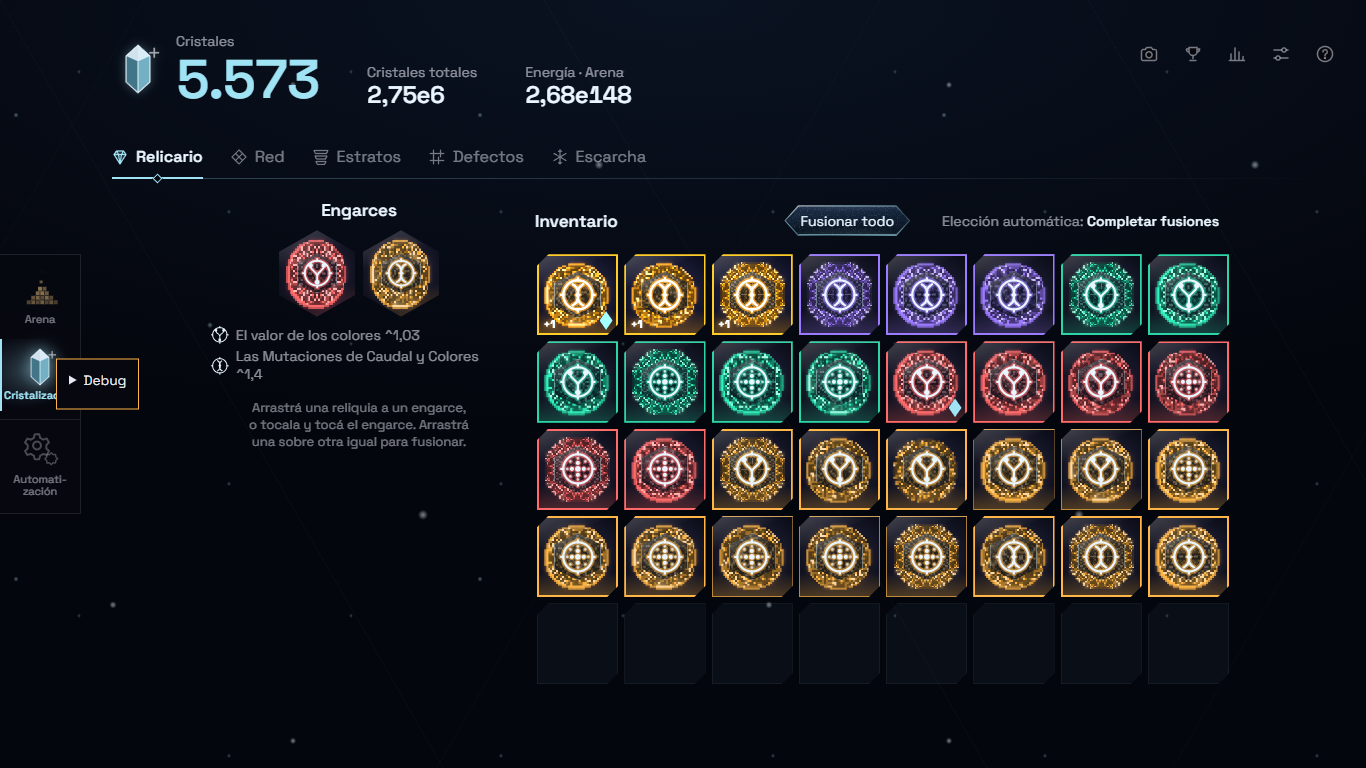 Cristales
5.573
Cristales totales
2,75e6
Energía · Arena
2,68e148
Relicario
Red
Estratos
Defectos
Escarcha
Engarces
Inventario
Fusionar todo
Elección automática: Completar fusiones
El valor de los colores ^1,03
Las Mutaciones de Caudal y Colores
^1,4
Arrastrá una reliquia a un engarce,
o tocala y tocá el engarce. Arrastrá
una sobre otra igual para fusionar.
+1
+1
+1
Arena
Debug
Automati-
zación